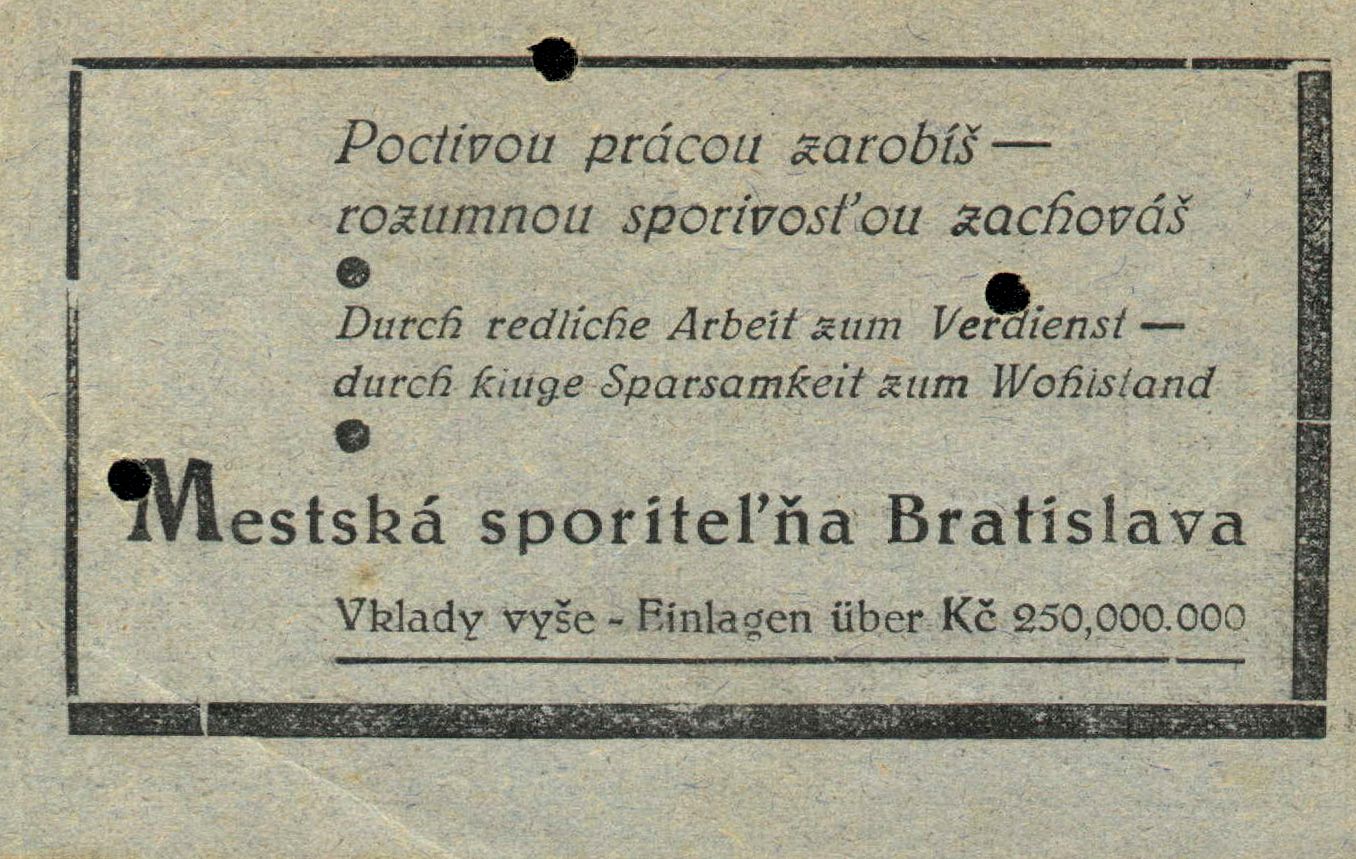 Poctivou prácou zarobíš —
rozumnou sporivosťou zachováš
Durch redliche Arbeit zum Verdienst —
durch kluge Sparsamkeit zum Wohlstand
Mestská sporiteľňa Bratislava
Vklady vyše - Einlagen über Kč 250,000.000